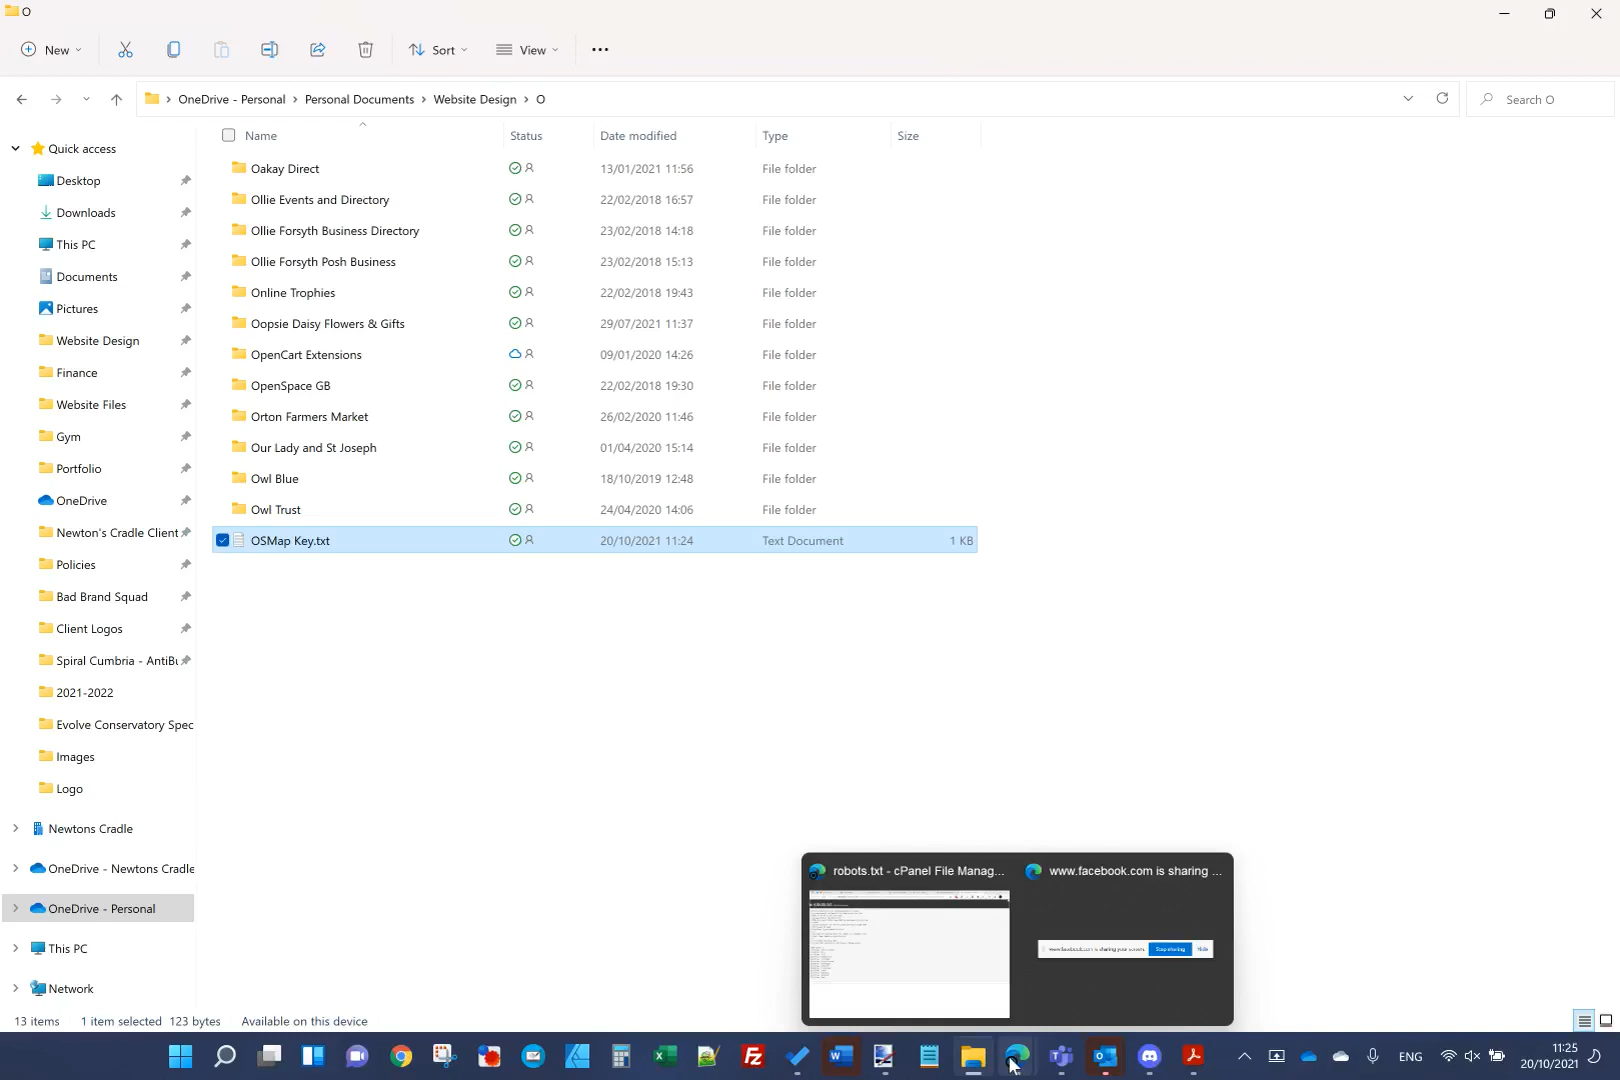 O
New
Sort
View
OneDrive - Personal
Personal Documents
Website Design
O
Search O
Name
Status
Date modified
Type
Size
Quick access
Desktop
Downloads
This PC
Documents
Pictures
Website Design
Finance
Website Files
Gym
Portfolio
OneDrive
Newton's Cradle Client
Policies
Bad Brand Squad
Client Logos
Spiral Cumbria - AntiBu
2021-2022
Evolve Conservatory Spec
Images
Logo
Newtons Cradle
OneDrive - Newtons Cradle
OneDrive - Personal
This PC
Network
Oakay Direct 13/01/2021 11:56 File folder
Ollie Events and Directory 22/02/2018 16:57 File folder
Ollie Forsyth Business Directory 23/02/2018 14:18 File folder
Ollie Forsyth Posh Business 23/02/2018 15:13 File folder
Online Trophies 22/02/2018 19:43 File folder
Oopsie Daisy Flowers & Gifts 29/07/2021 11:37 File folder
OpenCart Extensions 09/01/2020 14:26 File folder
OpenSpace GB 22/02/2018 19:30 File folder
Orton Farmers Market 26/02/2020 11:46 File folder
Our Lady and St Joseph 01/04/2020 15:14 File folder
Owl Blue 18/10/2019 12:48 File folder
Owl Trust 24/04/2020 14:06 File folder
OSMap Key.txt 20/10/2021 11:24 Text Document 1 KB
robots.txt - cPanel File Manag...
www.facebook.com is sharing ...
www.facebook.com is sharing your screen.
Stop sharing
Hide
13 items
1 item selected 123 bytes
Available on this device
ENG
11:25
20/10/2021